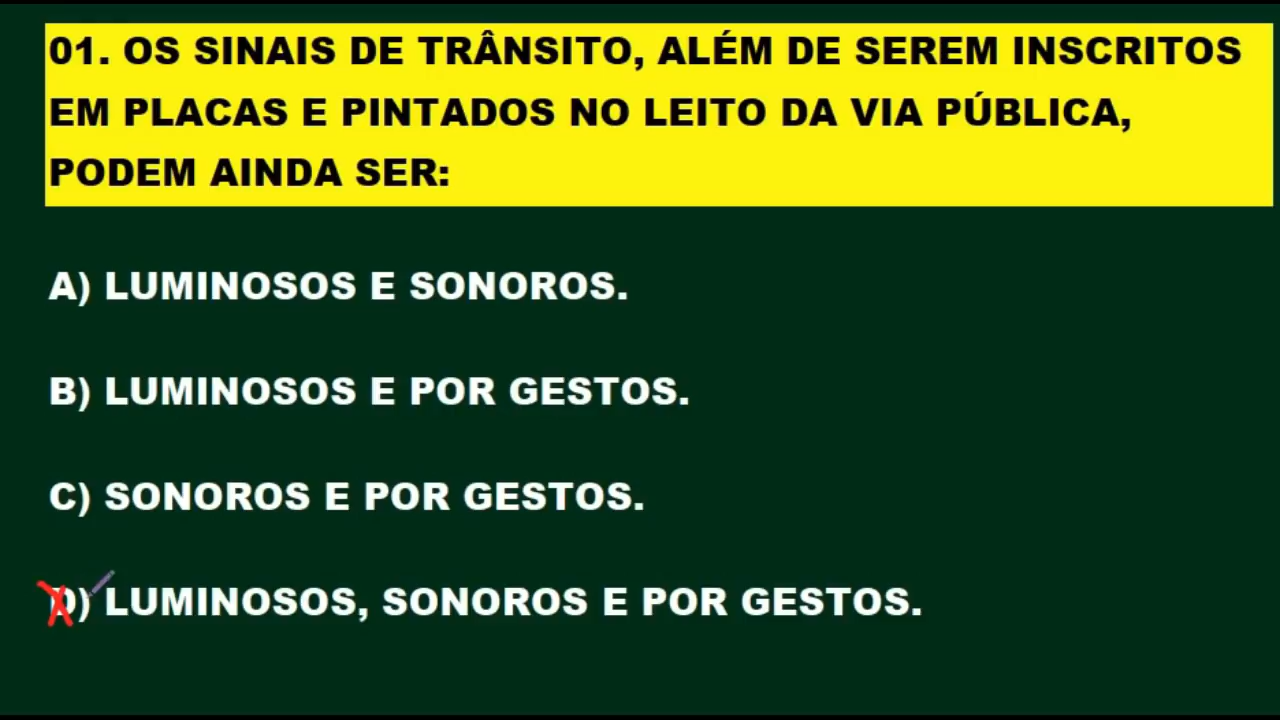 01. OS SINAIS DE TRÂNSITO, ALÉM DE SEREM INSCRITOS
EM PLACAS E PINTADOS NO LEITO DA VIA PÚBLICA,
PODEM AINDA SER:
A) LUMINOSOS E SONOROS.
B) LUMINOSOS E POR GESTOS.
C) SONOROS E POR GESTOS.
D) LUMINOSOS, SONOROS E POR GESTOS.